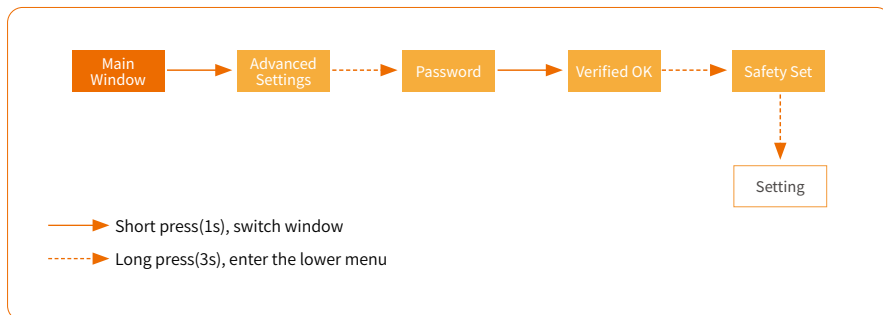 Main
Window
Advanced
Settings
Password
Verified OK
Safety Set
Setting
Short press(1s), switch window
Long press(3s), enter the lower menu